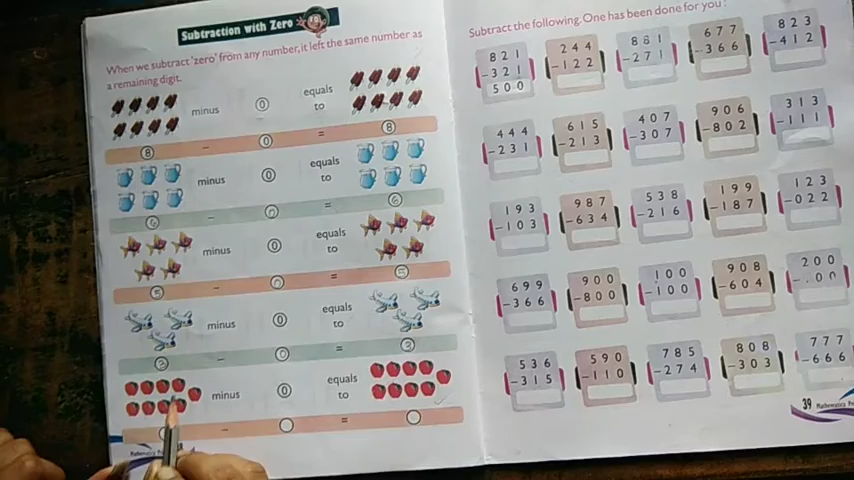 Subtraction with Zero
When we subtract 'zero' from any number, it left the same number as
a remaining digit.
minus 0 equals to
8 - 0 = 8
minus 0 equals to
6 - 0 = 6
minus 0 equals to
5 - 0 = 5
minus 0 equals to
3 - 0 = 3
minus 0 equals to
- =
Subtract the following. One has been done for you!
821 244 881 677 823
-321 -122 -271 -366 -412
500
444 615 407 906 313
-231 -213 -307 -802 -111
193 987 538 199 123
-103 -634 -216 -187 -022
699 900 100 908 200
-366 -800 -100 -604 -00
536 590 785 808 777
-315 -110 -274 -303 -666
39